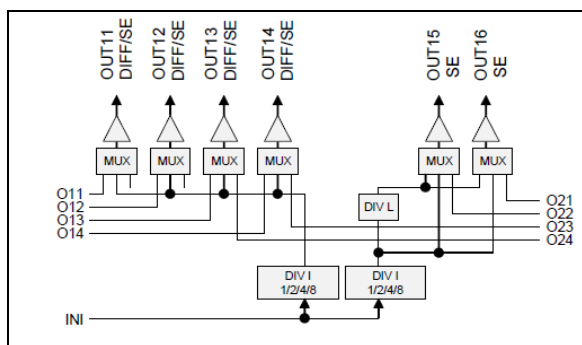 OUT11
DIFF/SE
OUT12
DIFF/SE
OUT13
DIFF/SE
OUT14
DIFF/SE
OUT15
SE
OUT16
SE
MUX
MUX
MUX
MUX
MUX
MUX
O11
O12
O13
O14
DIV L
O21
O22
O23
O24
DIV I
1/2/4/8
DIV I
1/2/4/8
INI